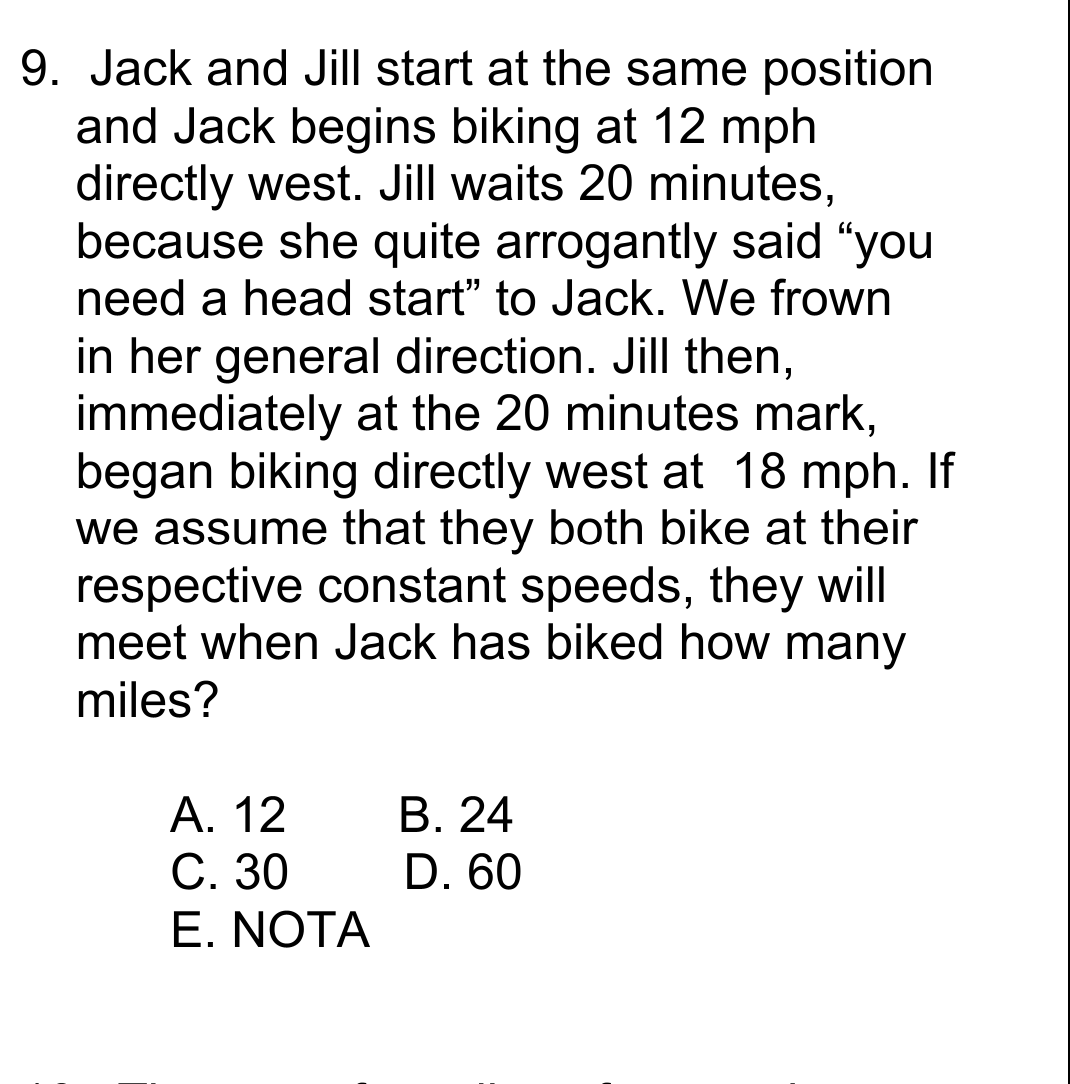 9. Jack and Jill start at the same position
and Jack begins biking at 12 mph
directly west. Jill waits 20 minutes,
because she quite arrogantly said “you
need a head start” to Jack. We frown
in her general direction. Jill then,
immediately at the 20 minutes mark,
began biking directly west at  18 mph. If
we assume that they both bike at their
respective constant speeds, they will
meet when Jack has biked how many
miles?
A. 12 B. 24
C. 30 D. 60
E. NOTA